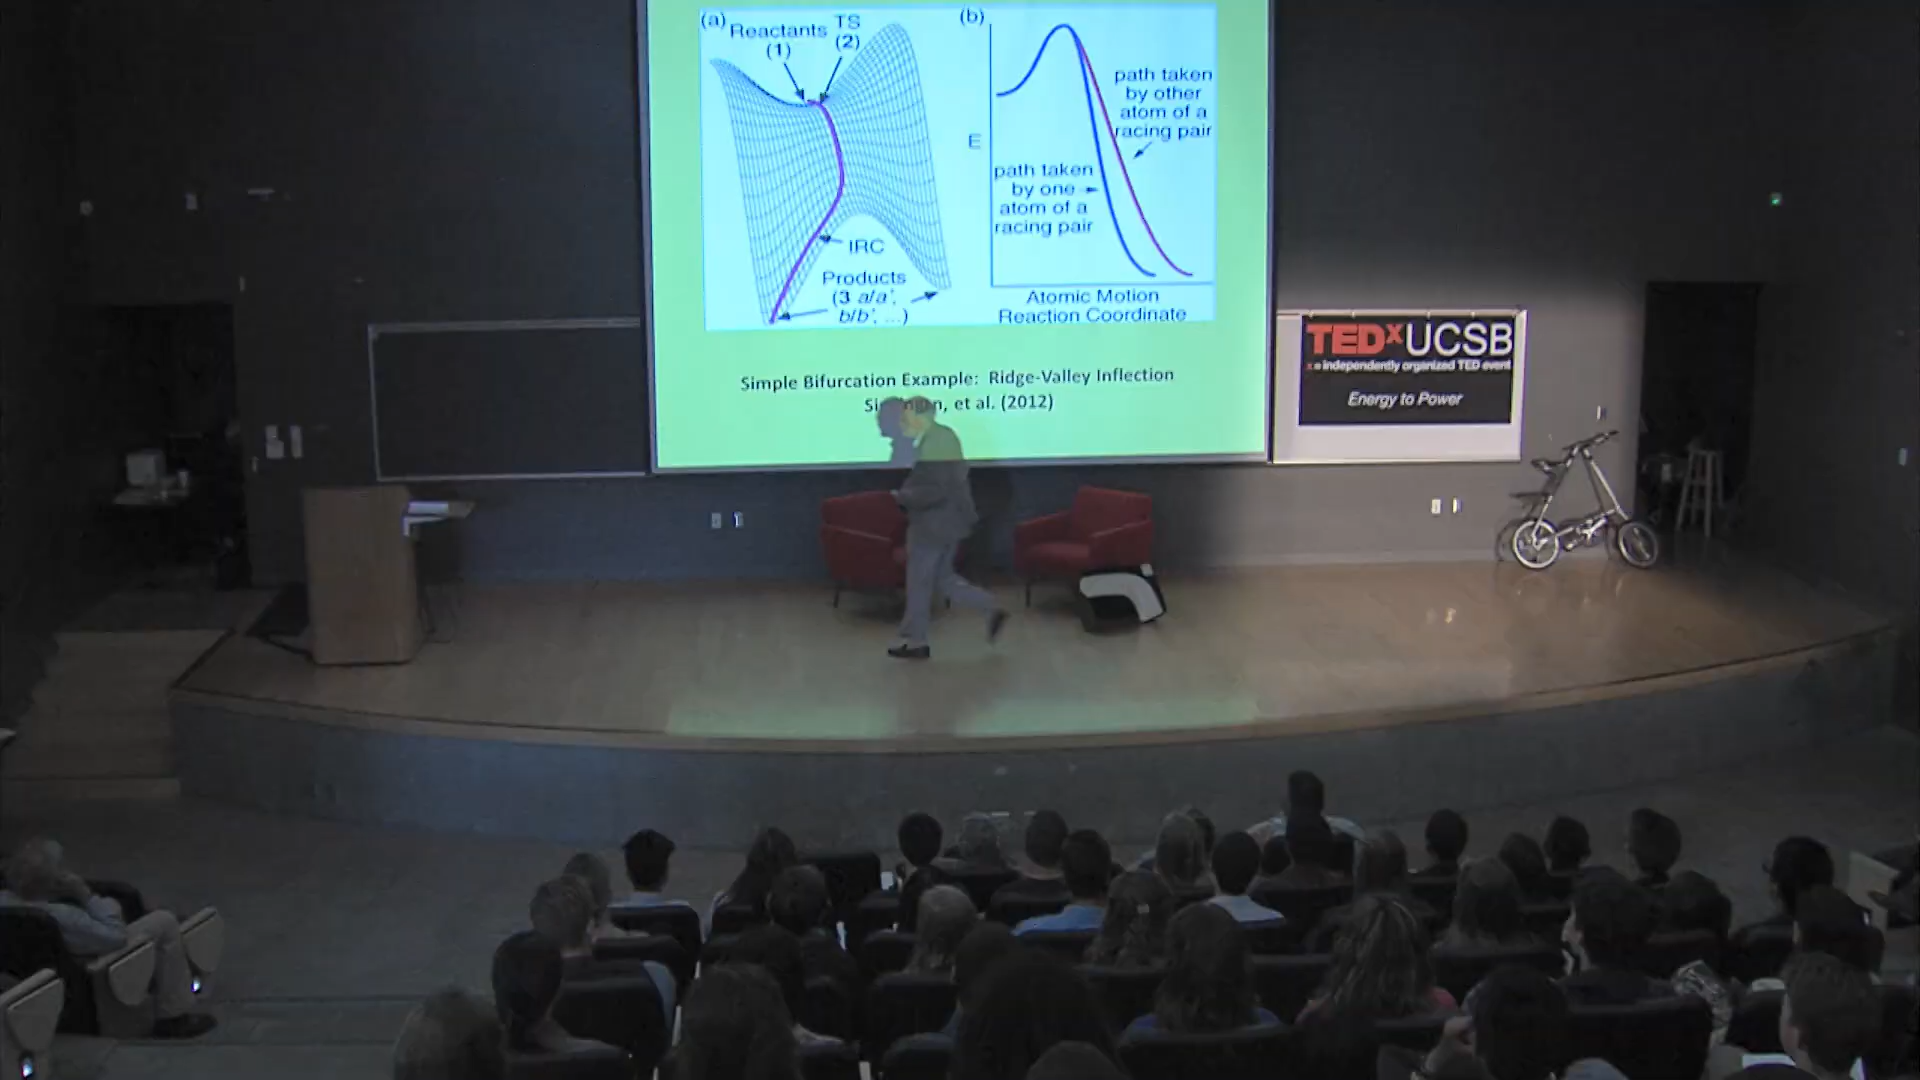 (a)
Reactants
(1)
TS
(2)
IRC
Products
(3 a/a',
b/b', ...)
(b)
E
path taken
by other
atom of a
racing pair
path taken
by one
atom of a
racing pair
Atomic Motion
Reaction Coordinate
Simple Bifurcation Example: Ridge-Valley Inflection
et al. (2012)
TEDxUCSB
x = independently organized TED event
Energy to Power